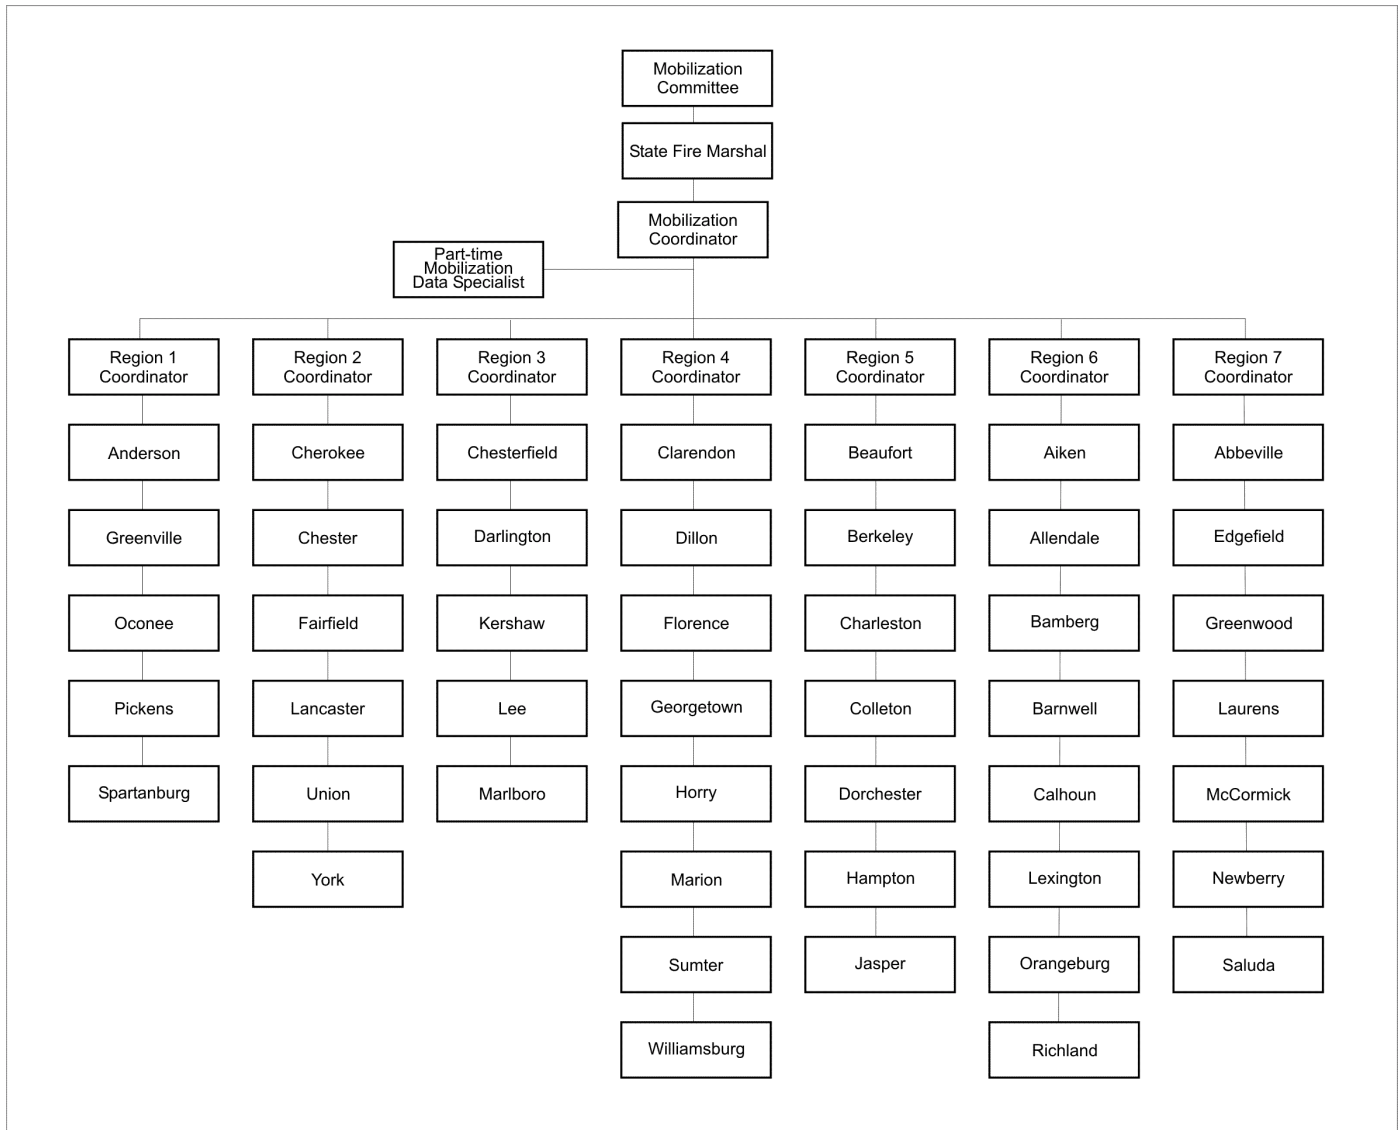 Mobilization
Committee
State Fire Marshal
Mobilization
Coordinator
Part-time
Mobilization
Data Specialist
Region 1
Coordinator
Anderson
Greenville
Oconee
Pickens
Spartanburg
Region 2
Coordinator
Cherokee
Chester
Fairfield
Lancaster
Union
York
Region 3
Coordinator
Chesterfield
Darlington
Kershaw
Lee
Marlboro
Region 4
Coordinator
Clarendon
Dillon
Florence
Georgetown
Horry
Marion
Sumter
Williamsburg
Region 5
Coordinator
Beaufort
Berkeley
Charleston
Colleton
Dorchester
Hampton
Jasper
Region 6
Coordinator
Aiken
Allendale
Bamberg
Barnwell
Calhoun
Lexington
Orangeburg
Richland
Region 7
Coordinator
Abbeville
Edgefield
Greenwood
Laurens
McCormick
Newberry
Saluda